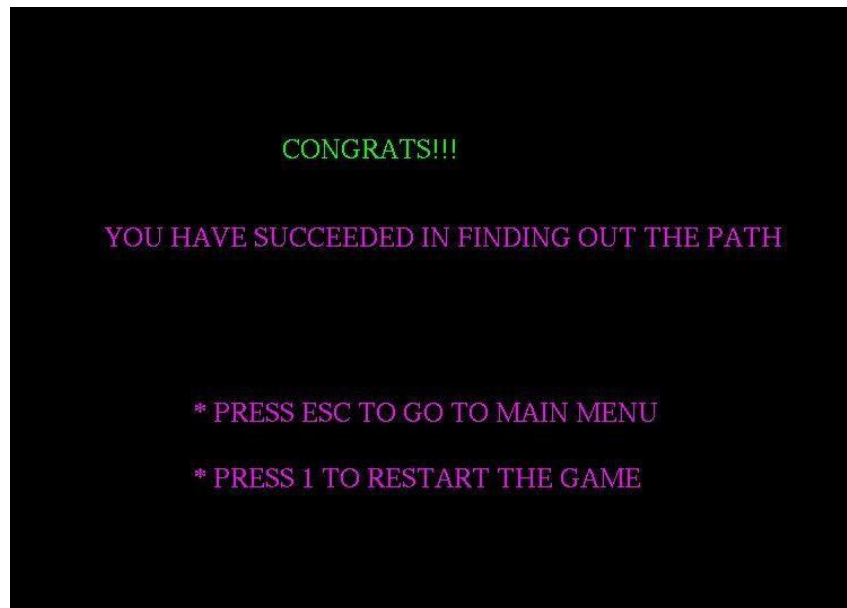 CONGRATS!!!
YOU HAVE SUCCEEDED IN FINDING OUT THE PATH
* PRESS ESC TO GO TO MAIN MENU
* PRESS 1 TO RESTART THE GAME